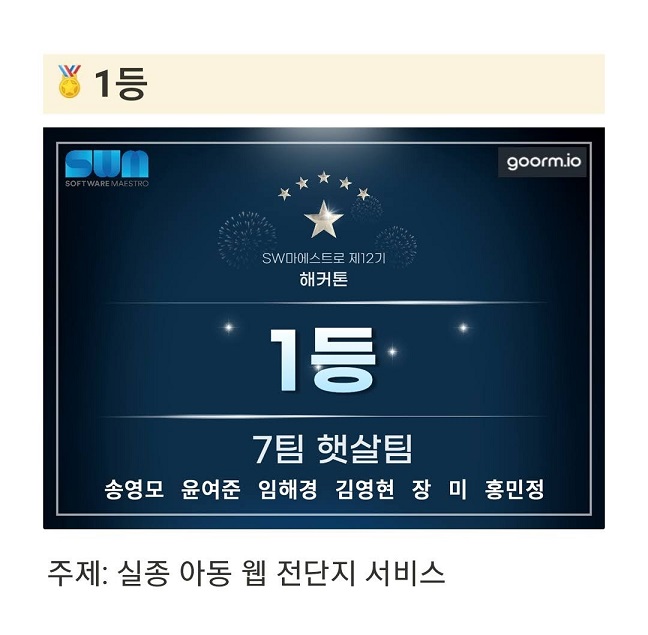 1등
SWM
SOFTWARE MAESTRO
goorm.io
SW마에스트로 제12기
해커톤
1등
7팀 햇살팀
송영모 윤여준 임해경 김영현 장 미 홍민정
주제: 실종 아동 웹 전단지 서비스